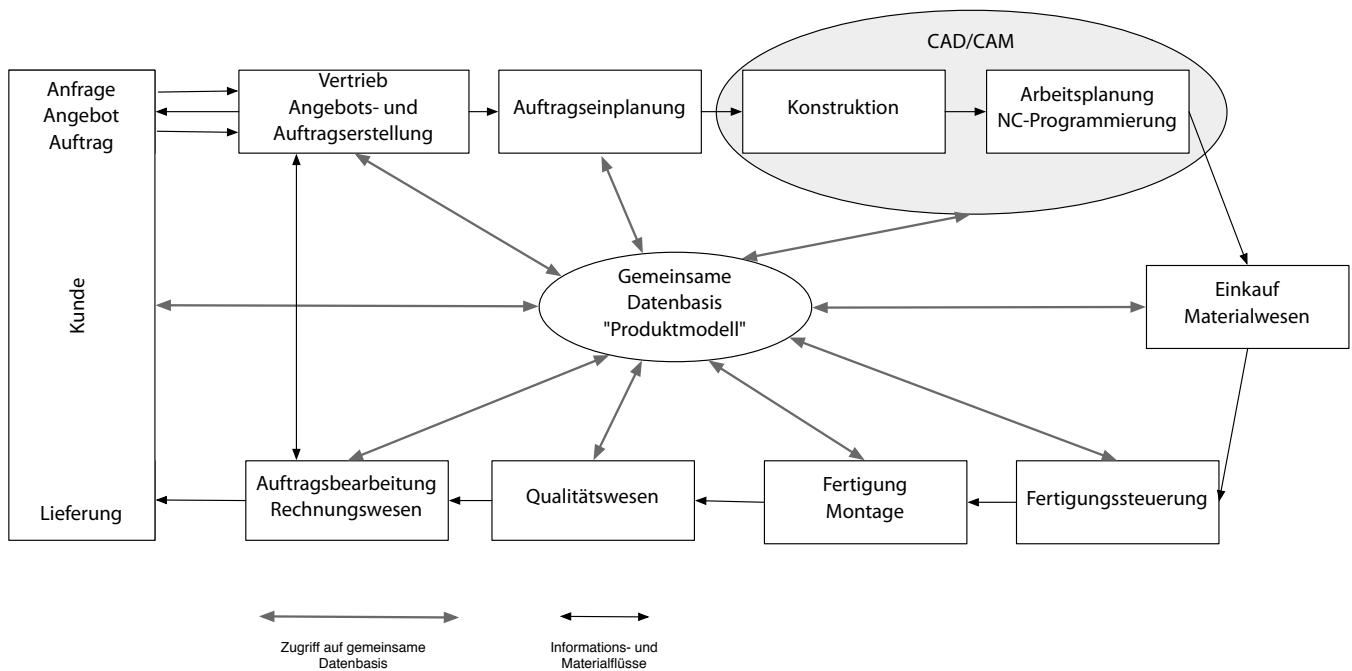 CAD/CAM
Anfrage
Angebot
Auftrag
Kunde
Lieferung
Vertrieb
Angebots- und
Auftragserstellung
Auftragseinplanung
Konstruktion
Arbeitsplanung
NC-Programmierung
Gemeinsame
Datenbasis
"Produktmodell"
Einkauf
Materialwesen
Auftragsbearbeitung
Rechnungswesen
Qualitätswesen
Fertigung
Montage
Fertigungssteuerung
Zugriff auf gemeinsame
Datenbasis
Informations- und
Materialflüsse